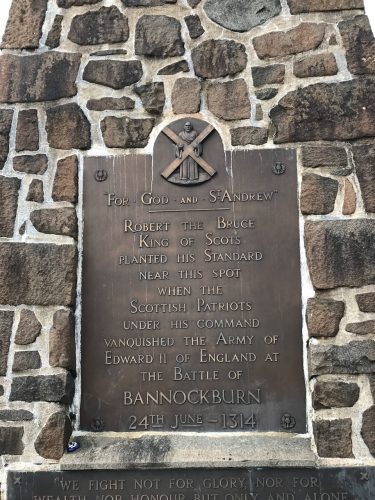 "FOR · GOD · AND · ST ANDREW"
ROBERT THE BRUCE
KING OF SCOTS
PLANTED HIS STANDARD
NEAR THIS SPOT
WHEN THE
SCOTTISH PATRIOTS
UNDER HIS COMMAND
VANQUISHED THE ARMY OF
EDWARD II OF ENGLAND AT
THE BATTLE OF
BANNOCKBURN
24TH JUNE - 1314
"WE FIGHT NOT FOR GLORY, NOR FOR
WEALTH NOR HONOUR BUT ONLY AND ALONE